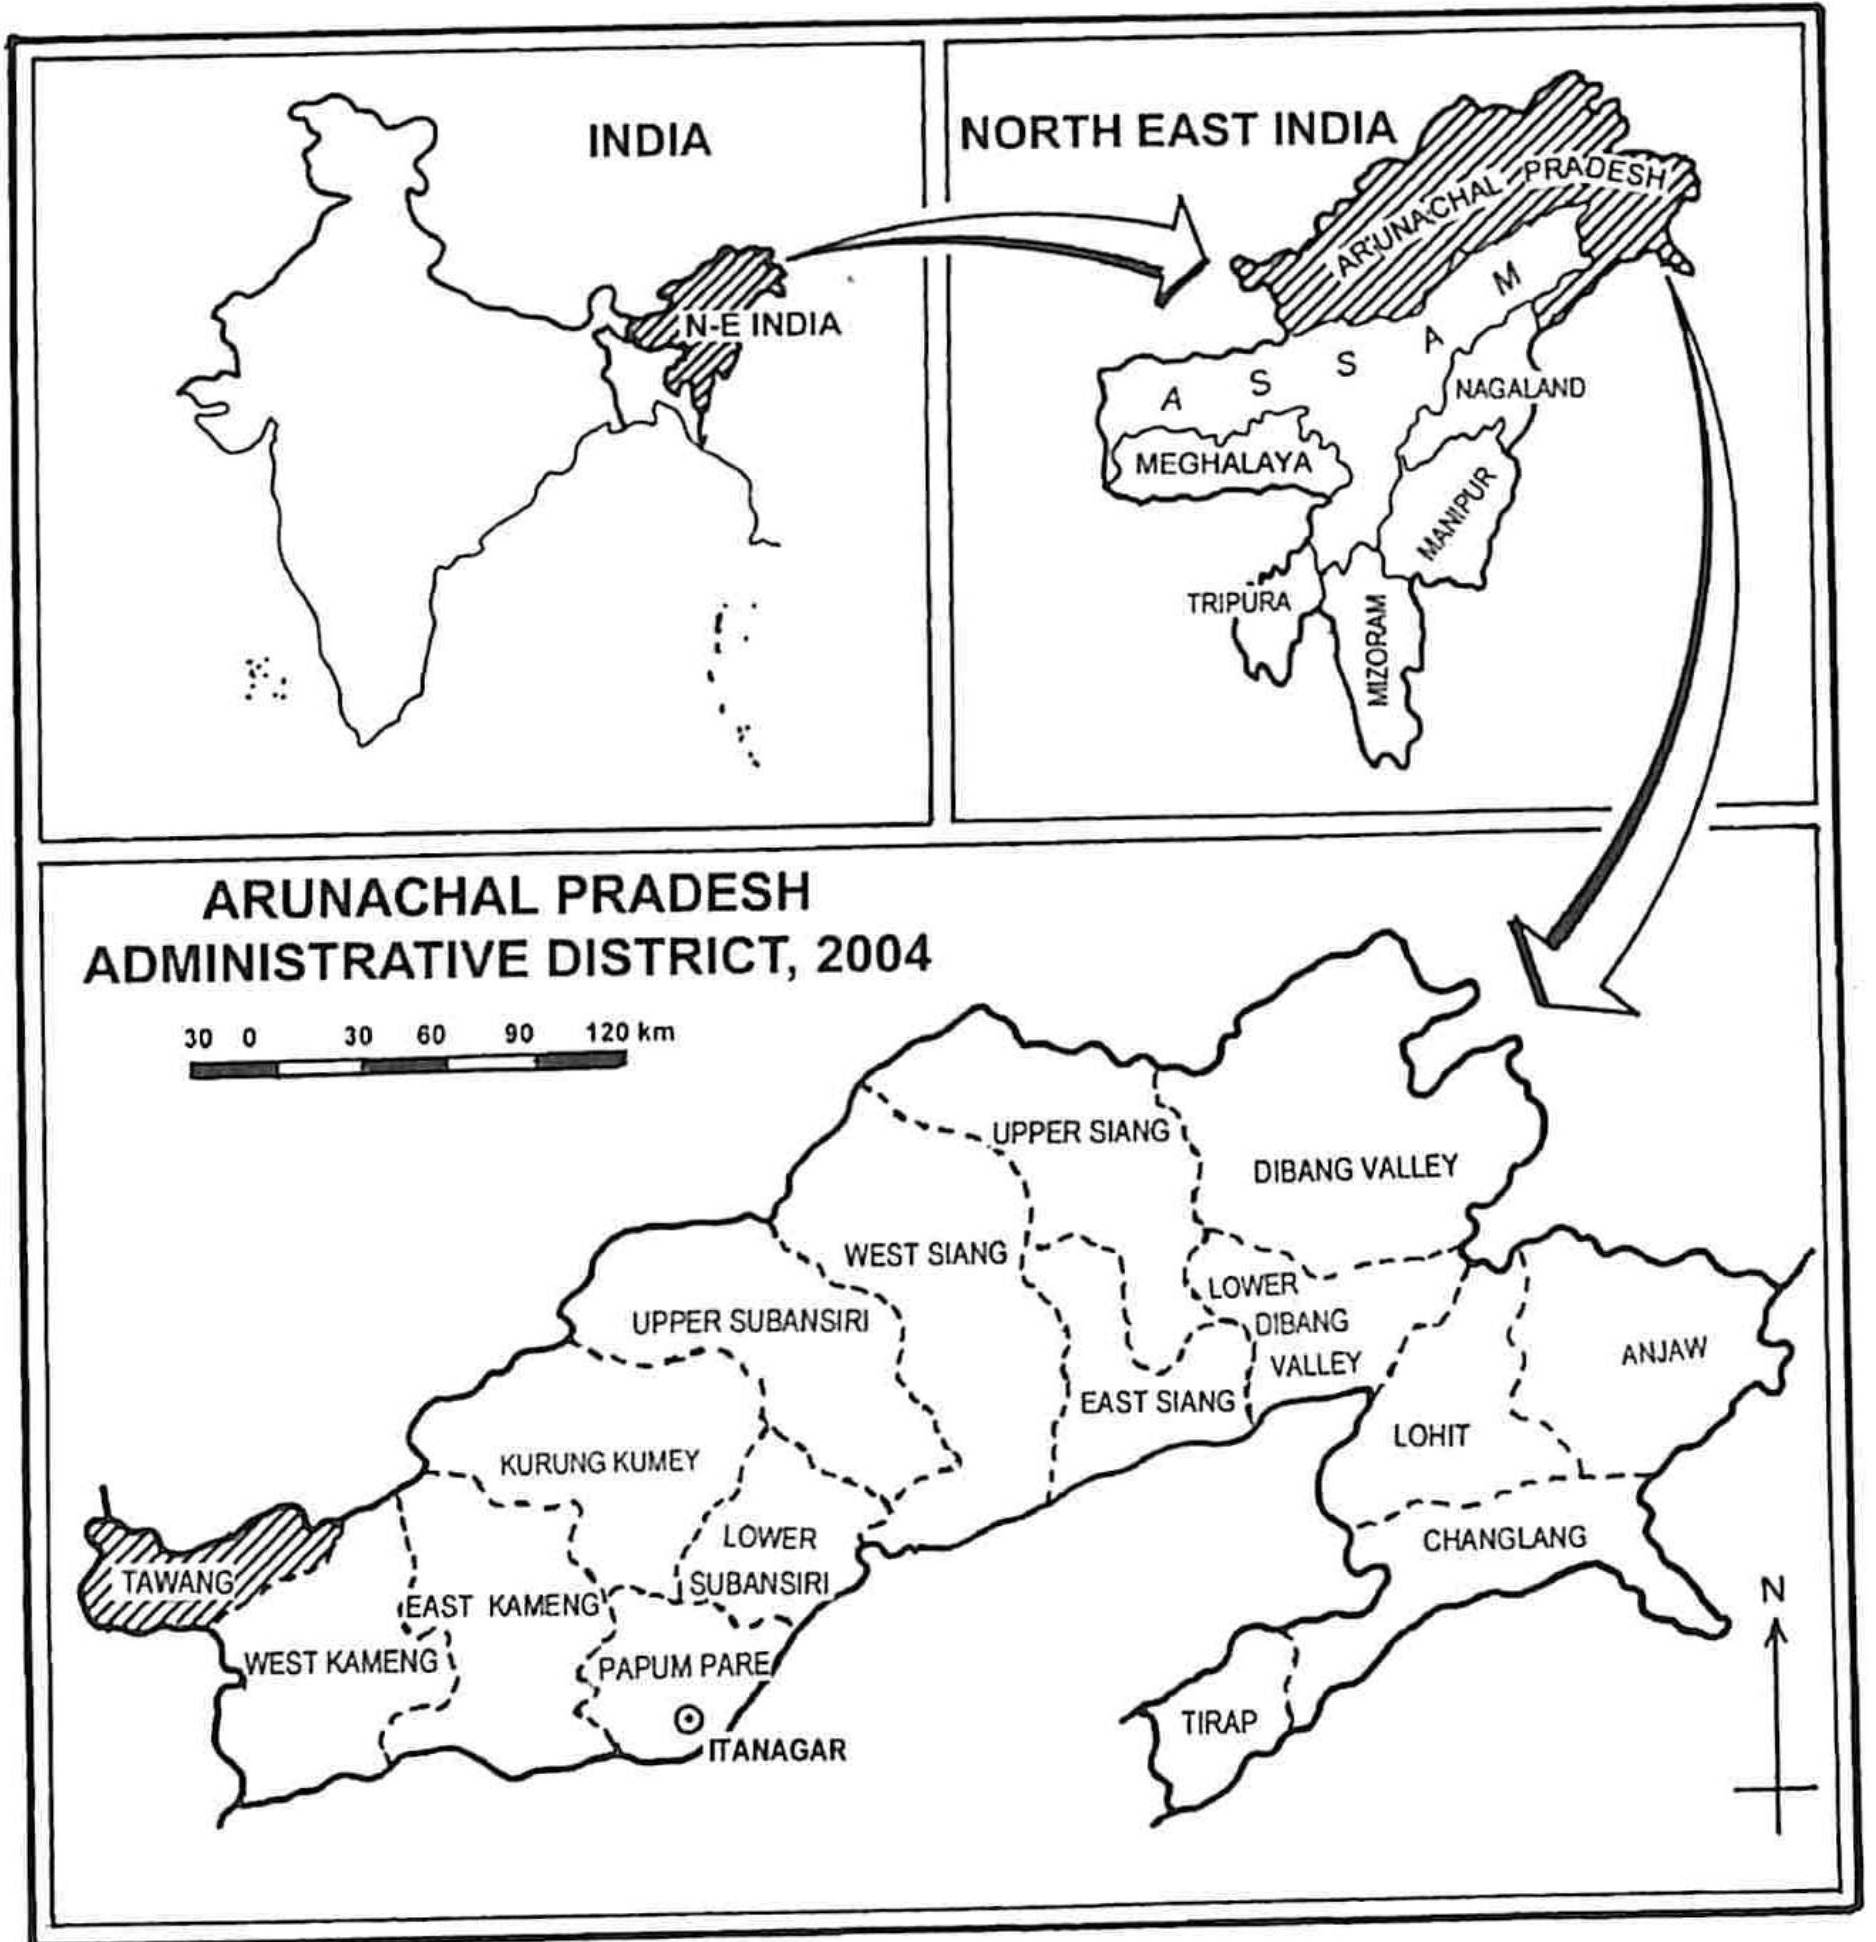 INDIA
N-E INDIA
NORTH EAST INDIA
ARUNACHAL PRADESH
A S S A M
NAGALAND
MEGHALAYA
MANIPUR
TRIPURA
MIZORAM
ARUNACHAL PRADESH
ADMINISTRATIVE DISTRICT, 2004
30 0 30 60 90 120 km
UPPER SIANG
DIBANG VALLEY
WEST SIANG
LOWER
DIBANG
VALLEY
UPPER SUBANSIRI
ANJAW
EAST SIANG
LOHIT
KURUNG KUMEY
LOWER
SUBANSIRI
CHANGLANG
TAWANG
EAST KAMENG
WEST KAMENG
PAPUM PARE
N
TIRAP
ITANAGAR